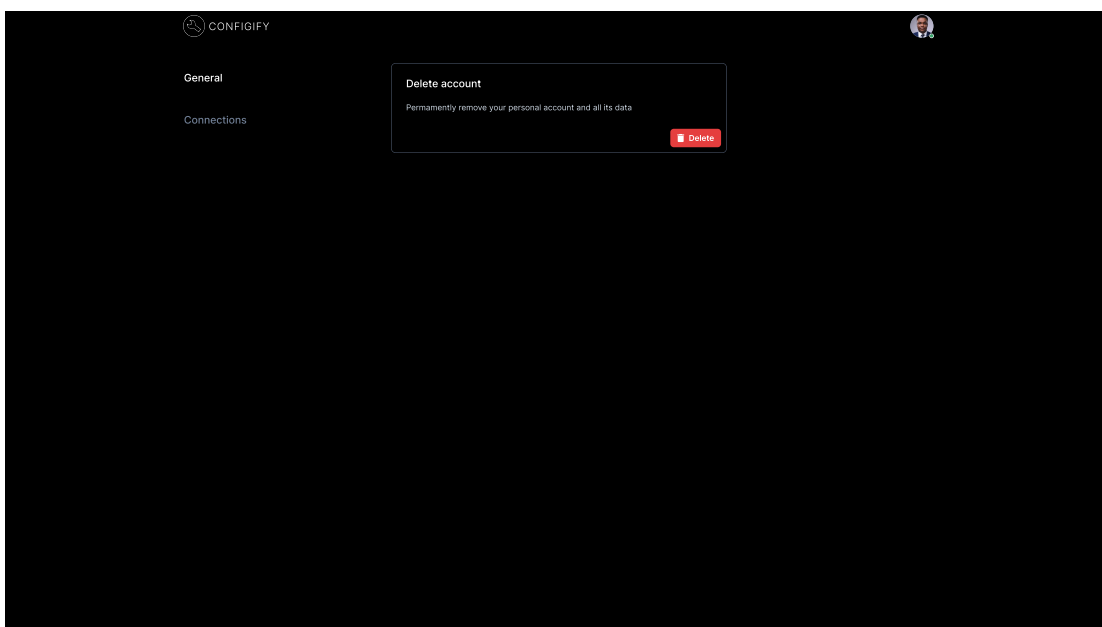 CONFIGIFY
General
Connections
Delete account
Permamently remove your personal account and all its data
Delete